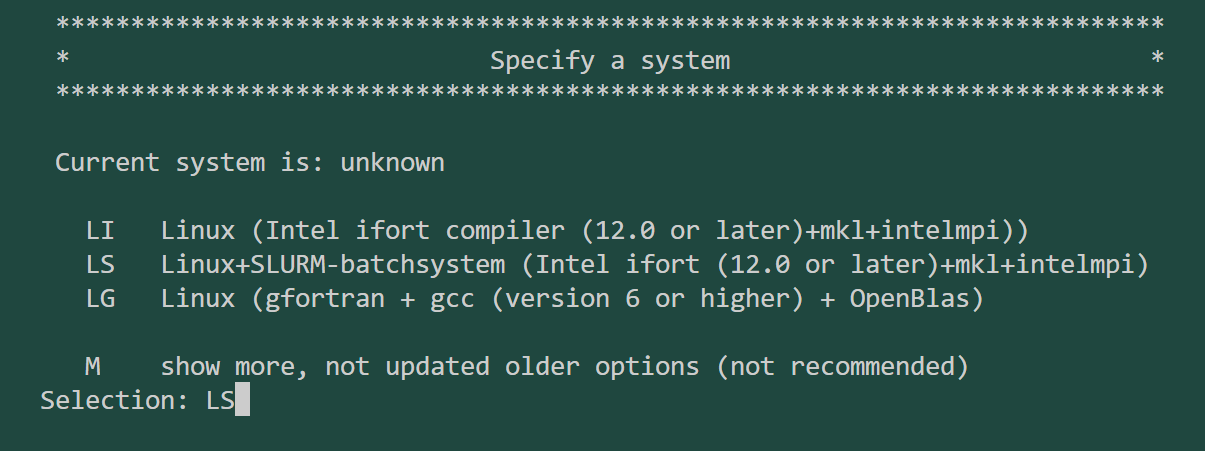 **************************************************************************
*                            Specify a system                            *
**************************************************************************
Current system is: unknown
LI   Linux (Intel ifort compiler (12.0 or later)+mkl+intelmpi))
LS   Linux+SLURM-batchsystem (Intel ifort (12.0 or later)+mkl+intelmpi)
LG   Linux (gfortran + gcc (version 6 or higher) + OpenBlas)
M    show more, not updated older options (not recommended)
Selection: LS